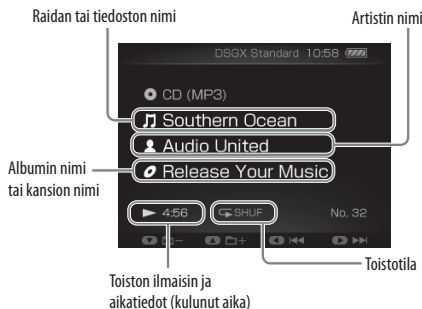 Raidan tai tiedoston nimi
Artistin nimi
DSGX Standard 10:58
CD (MP3)
Southern Ocean
Audio United
Release Your Music
Albumin nimi
tai kansion nimi
4:56 SHUF No. 32
- +
Toistotila
Toiston ilmaisin ja
aikatiedot (kulunut aika)